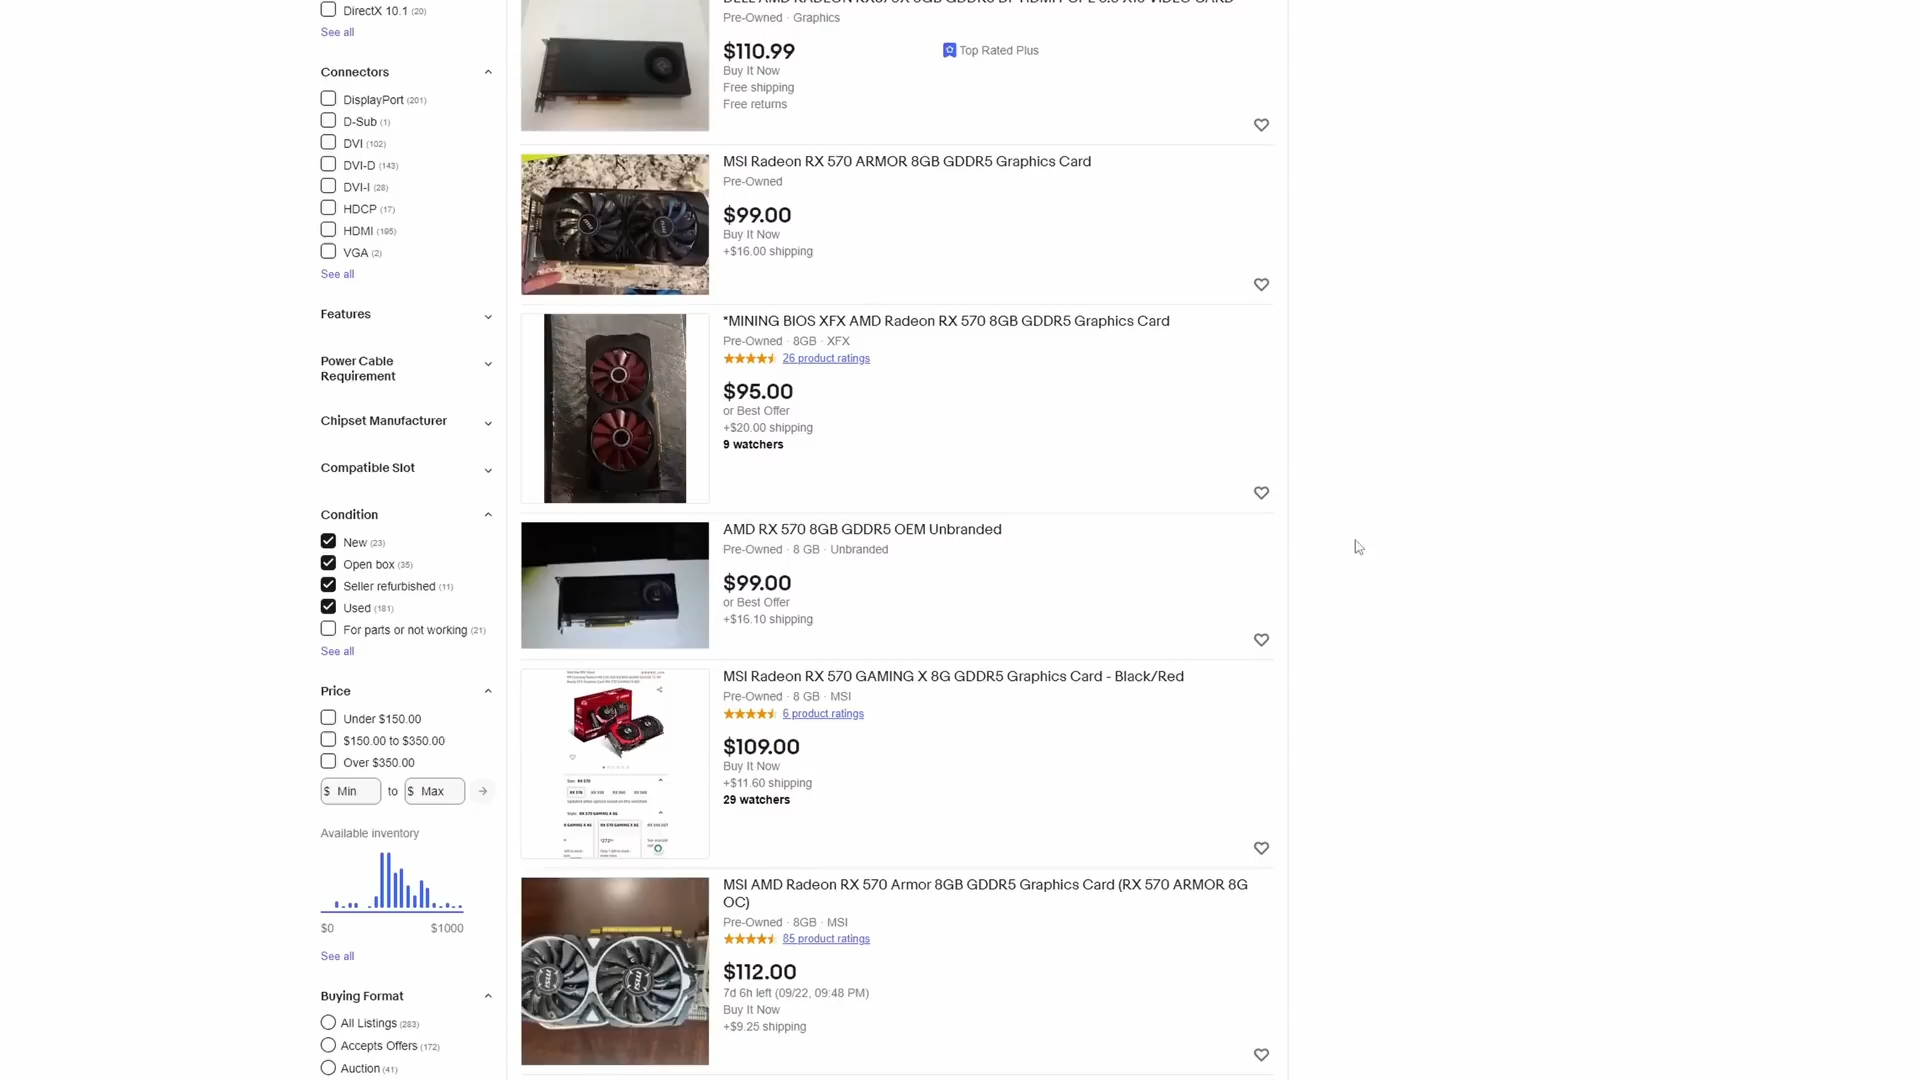 DirectX 10.1 (20)
See all
Connectors
DisplayPort (201)
D-Sub (1)
DVI (102)
DVI-D (143)
DVI-I (28)
HDCP (17)
HDMI (195)
VGA (2)
See all
Features
Power Cable
Requirement
Chipset Manufacturer
Compatible Slot
Condition
New (23)
Open box (35)
Seller refurbished (11)
Used (181)
For parts or not working (21)
See all
Price
Under $150.00
$150.00 to $350.00
Over $350.00
$ Min to $ Max
Available inventory
$0 $1000
See all
Buying Format
All Listings (283)
Accepts Offers (172)
Auction (41)
Pre-Owned · Graphics
$110.99
Top Rated Plus
Buy It Now
Free shipping
Free returns
MSI Radeon RX 570 ARMOR 8GB GDDR5 Graphics Card
Pre-Owned
$99.00
Buy It Now
+$16.00 shipping
*MINING BIOS XFX AMD Radeon RX 570 8GB GDDR5 Graphics Card
Pre-Owned · 8GB · XFX
26 product ratings
$95.00
or Best Offer
+$20.00 shipping
9 watchers
AMD RX 570 8GB GDDR5 OEM Unbranded
Pre-Owned · 8 GB · Unbranded
$99.00
or Best Offer
+$16.10 shipping
MSI Radeon RX 570 GAMING X 8G GDDR5 Graphics Card - Black/Red
Pre-Owned · 8 GB · MSI
6 product ratings
$109.00
Buy It Now
+$11.60 shipping
29 watchers
MSI AMD Radeon RX 570 Armor 8GB GDDR5 Graphics Card (RX 570 ARMOR 8G
OC)
Pre-Owned · 8GB · MSI
85 product ratings
$112.00
7d 6h left (09/22, 09:48 PM)
Buy It Now
+$9.25 shipping